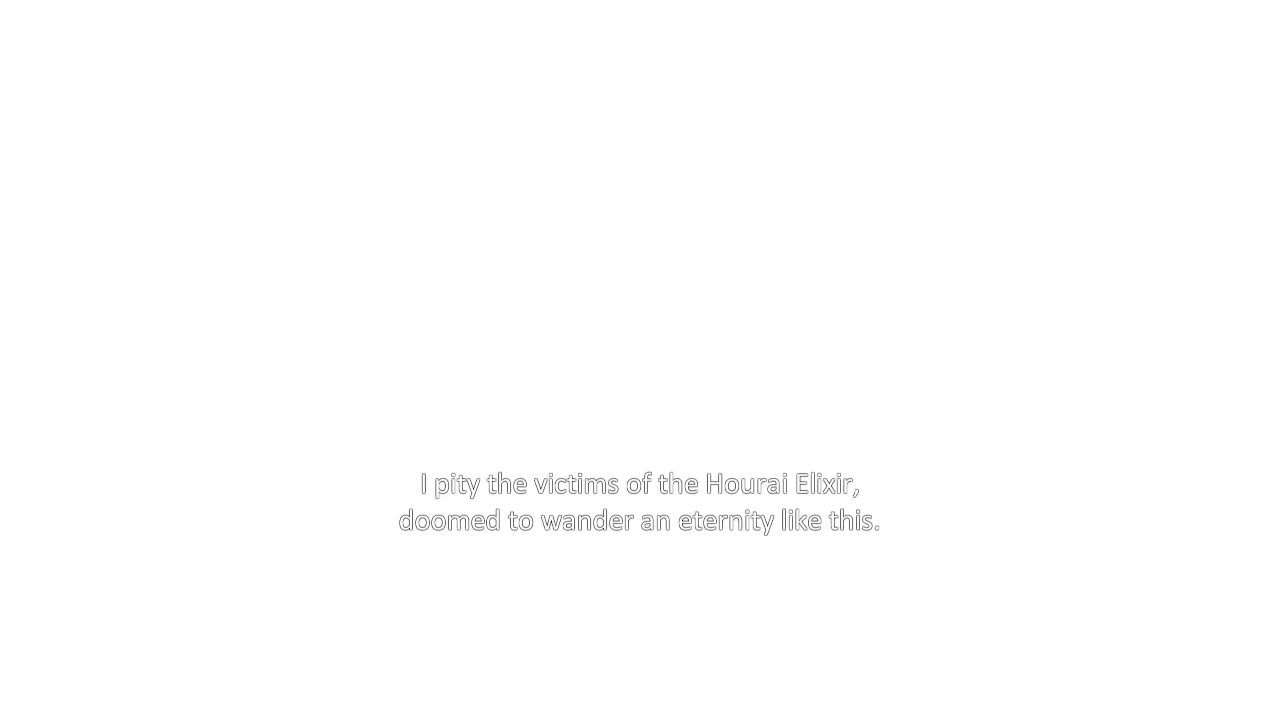 I pity the victims of the Hourai Elixir,
doomed to wander an eternity like this.